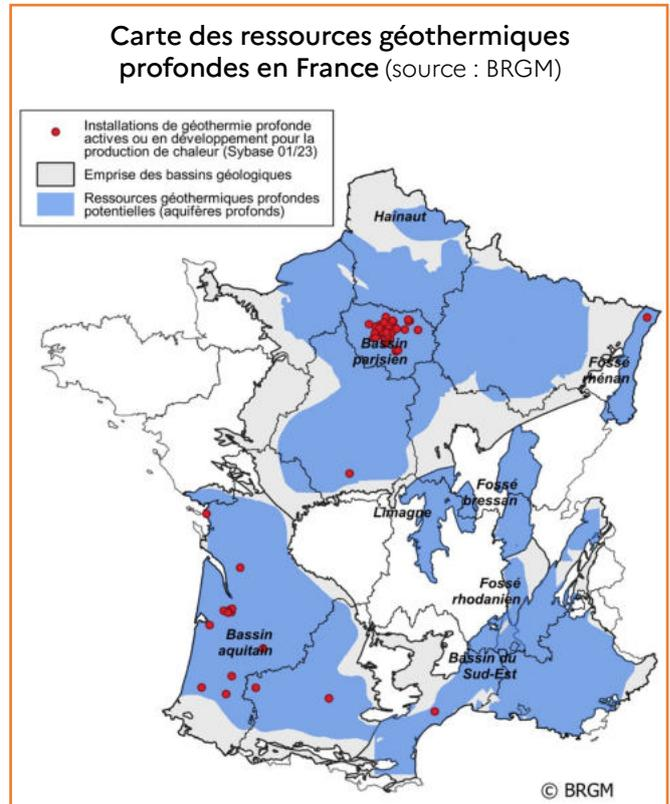 Carte des ressources géothermiques
profondes en France (source : BRGM)
Installations de géothermie profonde
actives ou en développement pour la
production de chaleur (Sybase 01/23)
Emprise des bassins géologiques
Ressources géothermiques profondes
potentielles (aquifères profonds)
Hainaut
Bassin
parisien
Fossé
rhénan
Fossé
bressan
Limagne
Fossé
rhodanien
Bassin
aquitain
Bassin du
Sud-Est
© BRGM